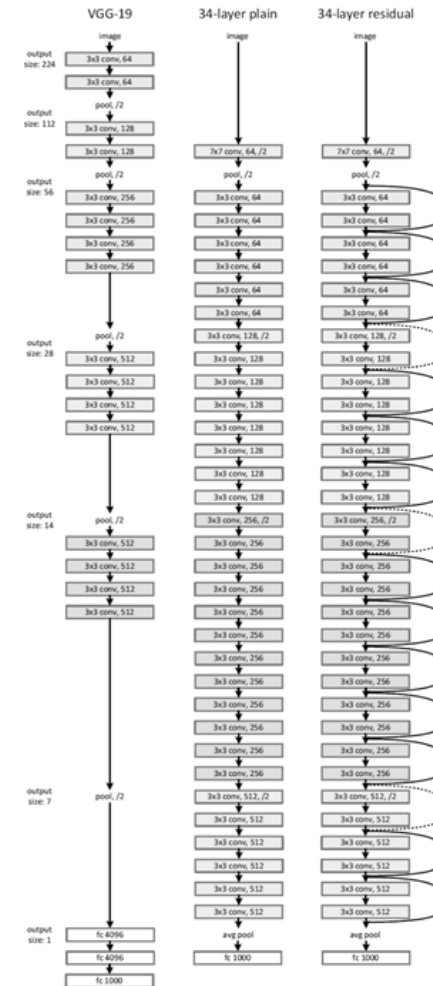 VGG-19
34-layer plain
34-layer residual
output
size: 224
output
size: 112
output
size: 56
output
size: 28
output
size: 14
output
size: 7
output
size: 1
image
3x3 conv, 64
3x3 conv, 64
pool, /2
3x3 conv, 128
3x3 conv, 128
pool, /2
3x3 conv, 256
3x3 conv, 256
3x3 conv, 256
3x3 conv, 256
pool, /2
3x3 conv, 512
3x3 conv, 512
3x3 conv, 512
3x3 conv, 512
pool, /2
3x3 conv, 512
3x3 conv, 512
3x3 conv, 512
3x3 conv, 512
pool, /2
fc 4096
fc 4096
fc 1000
image
7x7 conv, 64, /2
pool, /2
3x3 conv, 64
3x3 conv, 64
3x3 conv, 64
3x3 conv, 64
3x3 conv, 64
3x3 conv, 64
3x3 conv, 128, /2
3x3 conv, 128
3x3 conv, 128
3x3 conv, 128
3x3 conv, 128
3x3 conv, 128
3x3 conv, 128
3x3 conv, 128
3x3 conv, 256, /2
3x3 conv, 256
3x3 conv, 256
3x3 conv, 256
3x3 conv, 256
3x3 conv, 256
3x3 conv, 256
3x3 conv, 256
3x3 conv, 256
3x3 conv, 256
3x3 conv, 256
3x3 conv, 256
3x3 conv, 512, /2
3x3 conv, 512
3x3 conv, 512
3x3 conv, 512
3x3 conv, 512
3x3 conv, 512
avg pool
fc 1000
image
7x7 conv, 64, /2
pool, /2
3x3 conv, 64
3x3 conv, 64
3x3 conv, 64
3x3 conv, 64
3x3 conv, 64
3x3 conv, 64
3x3 conv, 128, /2
3x3 conv, 128
3x3 conv, 128
3x3 conv, 128
3x3 conv, 128
3x3 conv, 128
3x3 conv, 128
3x3 conv, 128
3x3 conv, 256, /2
3x3 conv, 256
3x3 conv, 256
3x3 conv, 256
3x3 conv, 256
3x3 conv, 256
3x3 conv, 256
3x3 conv, 256
3x3 conv, 256
3x3 conv, 256
3x3 conv, 256
3x3 conv, 256
3x3 conv, 512, /2
3x3 conv, 512
3x3 conv, 512
3x3 conv, 512
3x3 conv, 512
3x3 conv, 512
avg pool
fc 1000